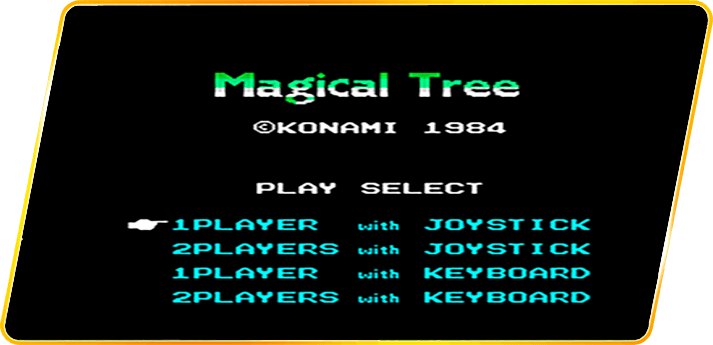 Magical Tree
©KONAMI 1984
PLAY SELECT
1PLAYER with JOYSTICK
2PLAYERS with JOYSTICK
1PLAYER with KEYBOARD
2PLAYERS with KEYBOARD